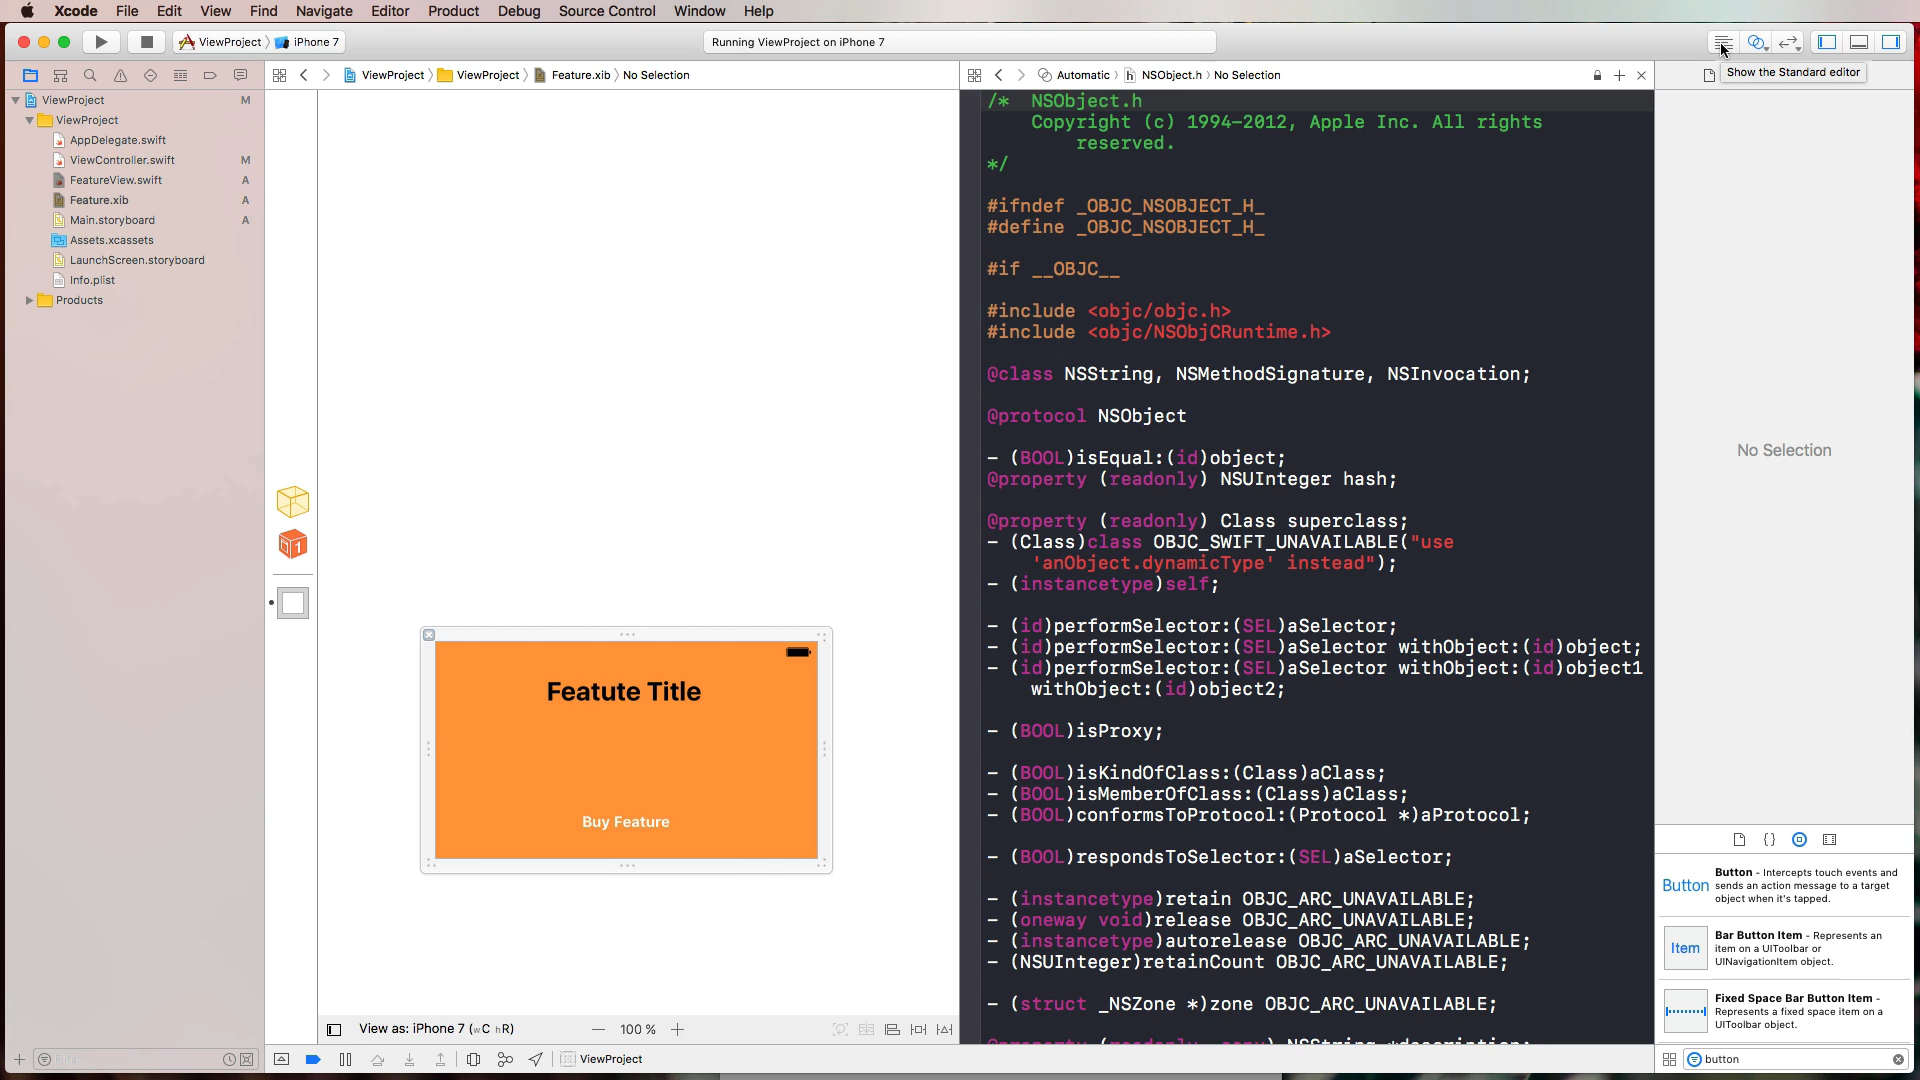 Xcode File Edit View Find Navigate Editor Product Debug Source Control Window Help
ViewProject iPhone 7
Running ViewProject on iPhone 7
Show the Standard editor
ViewProject ViewProject Feature.xib No Selection
Automatic NSObject.h No Selection
ViewProject M
ViewProject
AppDelegate.swift
ViewController.swift M
FeatureView.swift A
Feature.xib A
Main.storyboard A
Assets.xcassets
LaunchScreen.storyboard
Info.plist
Products
Featute Title
Buy Feature
View as: iPhone 7 (wC hR)
100 %
ViewProject
/* NSObject.h
Copyright (c) 1994-2012, Apple Inc. All rights
reserved.
*/
#ifndef _OBJC_NSOBJECT_H_
#define _OBJC_NSOBJECT_H_
#if __OBJC__
#include <objc/objc.h>
#include <objc/NSObjCRuntime.h>
@class NSString, NSMethodSignature, NSInvocation;
@protocol NSObject
- (BOOL)isEqual:(id)object;
@property (readonly) NSUInteger hash;
@property (readonly) Class superclass;
- (Class)class OBJC_SWIFT_UNAVAILABLE("use
'anObject.dynamicType' instead");
- (instancetype)self;
- (id)performSelector:(SEL)aSelector;
- (id)performSelector:(SEL)aSelector withObject:(id)object;
- (id)performSelector:(SEL)aSelector withObject:(id)object1
withObject:(id)object2;
- (BOOL)isProxy;
- (BOOL)isKindOfClass:(Class)aClass;
- (BOOL)isMemberOfClass:(Class)aClass;
- (BOOL)conformsToProtocol:(Protocol *)aProtocol;
- (BOOL)respondsToSelector:(SEL)aSelector;
- (instancetype)retain OBJC_ARC_UNAVAILABLE;
- (oneway void)release OBJC_ARC_UNAVAILABLE;
- (instancetype)autorelease OBJC_ARC_UNAVAILABLE;
- (NSUInteger)retainCount OBJC_ARC_UNAVAILABLE;
- (struct _NSZone *)zone OBJC_ARC_UNAVAILABLE;
@property (readonly, copy) NSString *description;
No Selection
Button
Button - Intercepts touch events and
sends an action message to a target
object when it's tapped.
Item
Bar Button Item - Represents an
item on a UIToolbar or
UINavigationItem object.
Fixed Space Bar Button Item -
Represents a fixed space item on a
UIToolbar object.
button